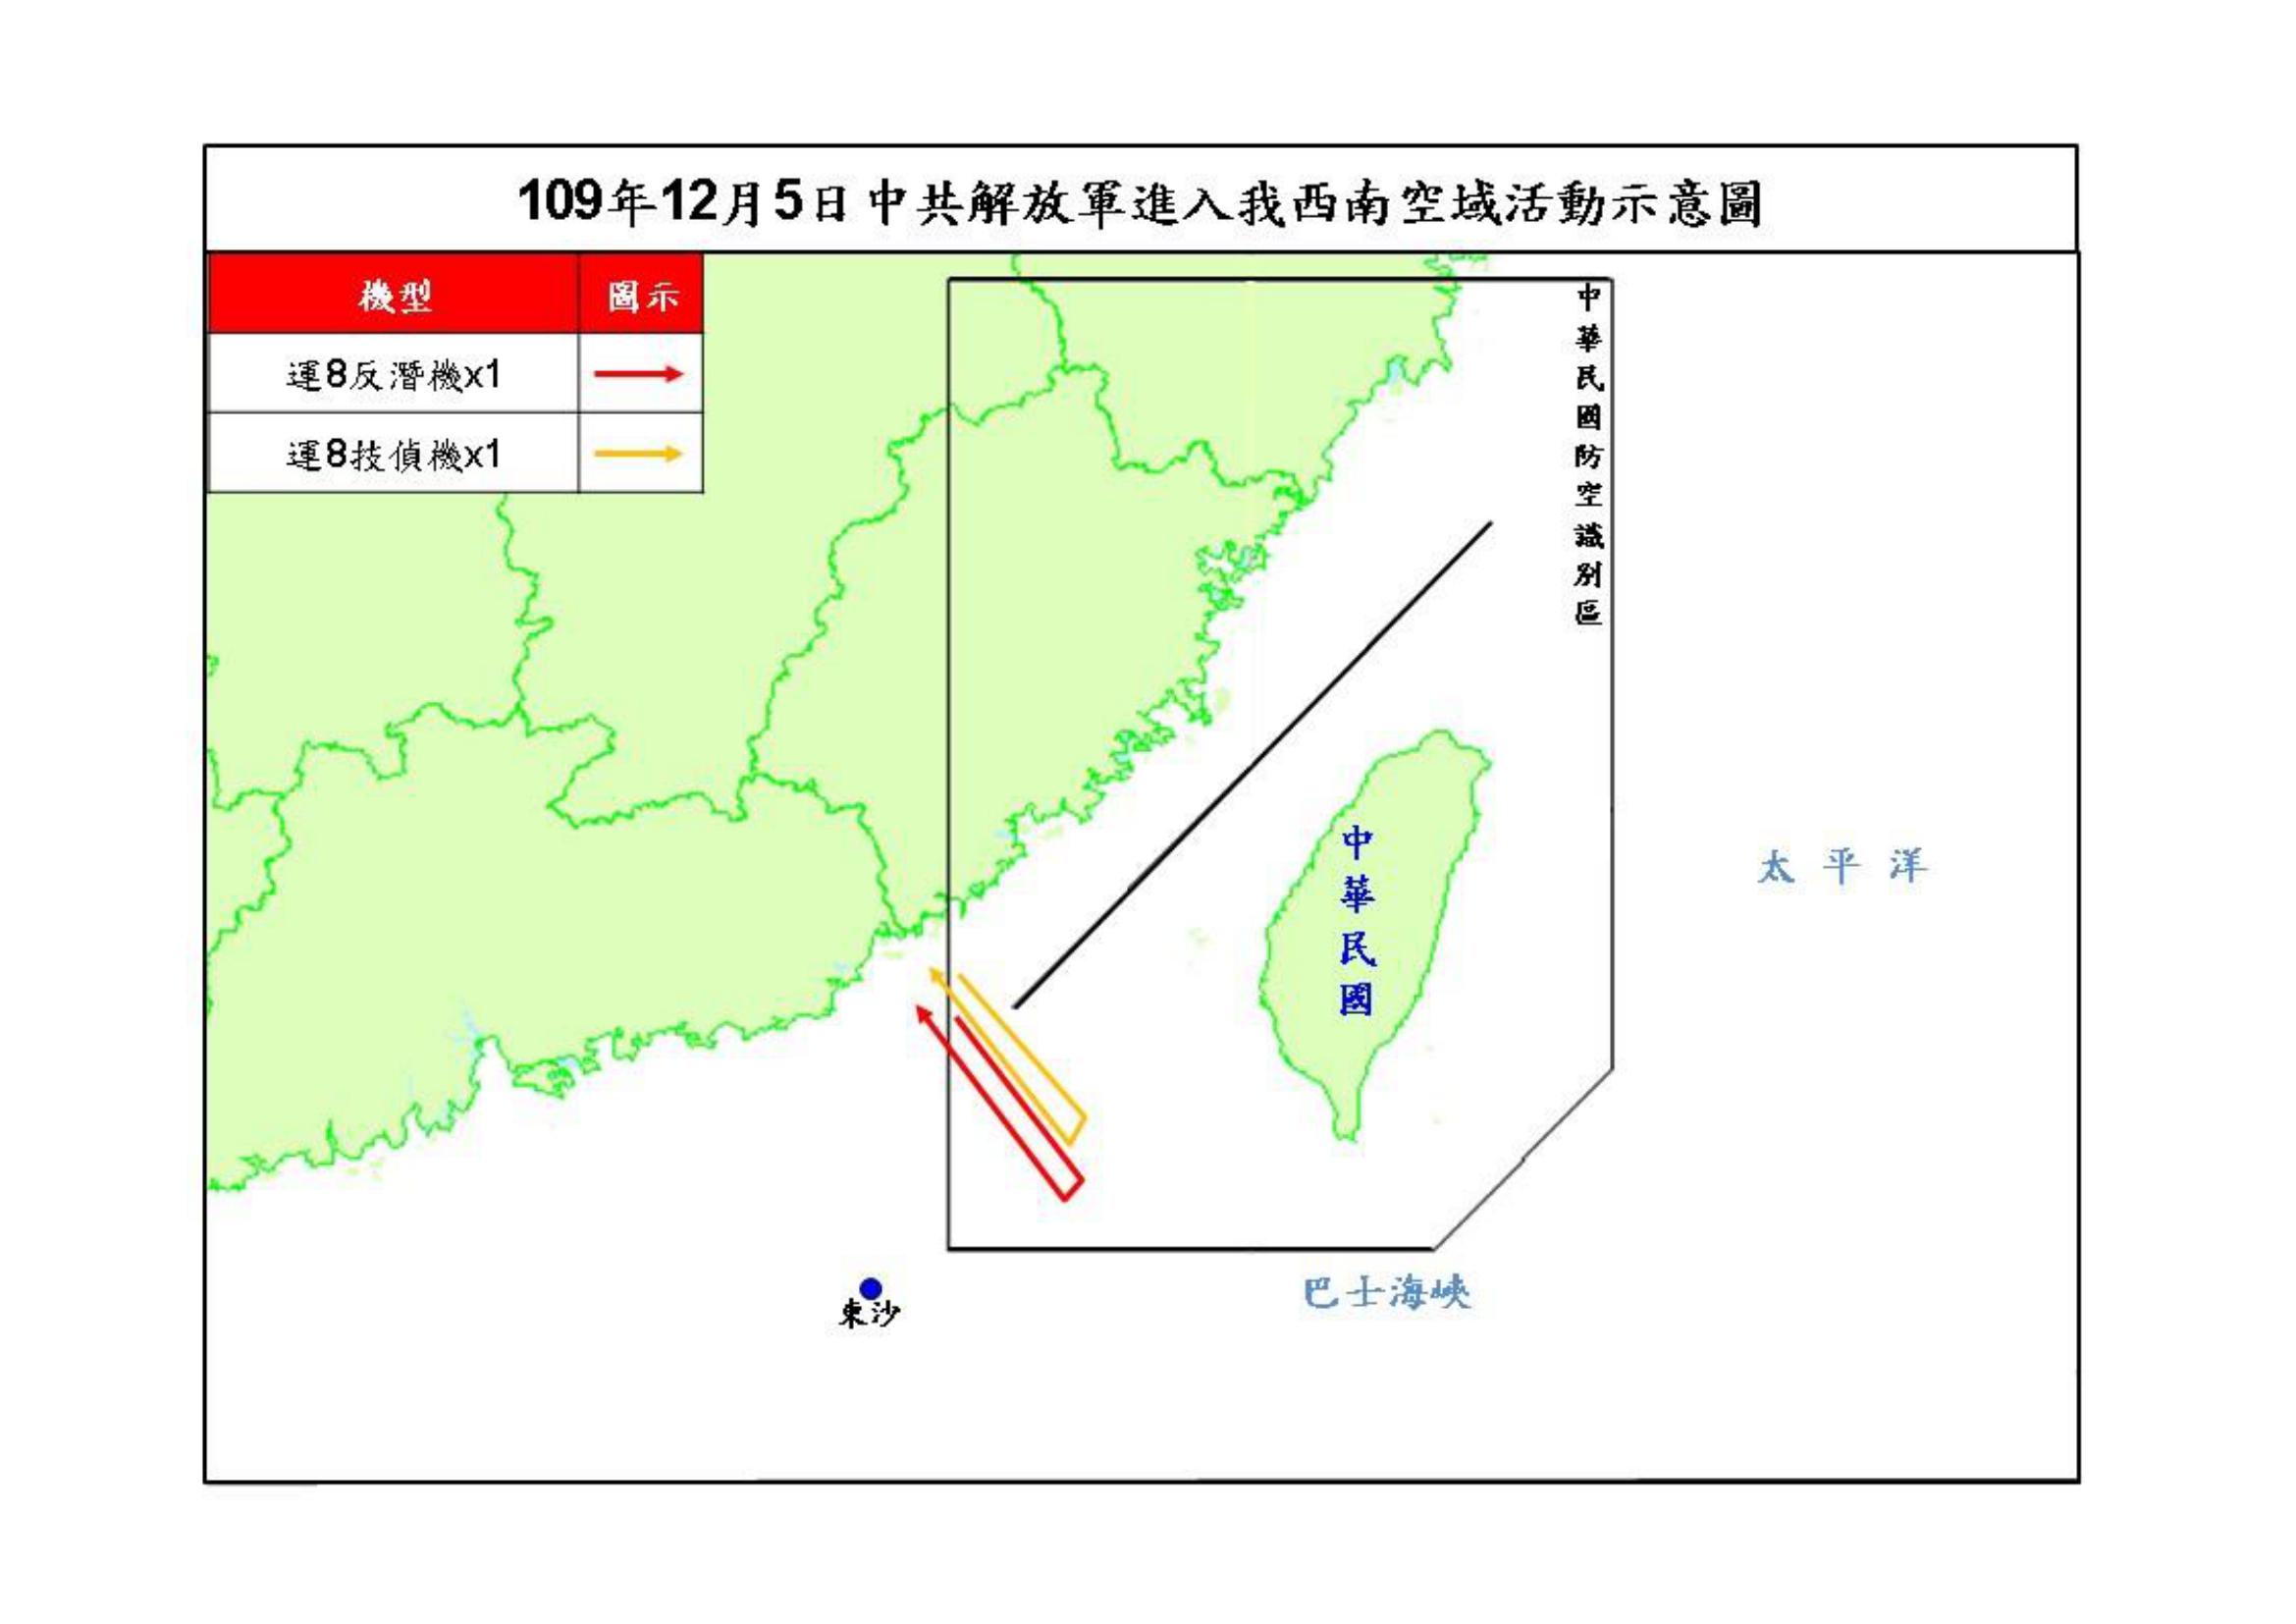 109年12月5日中共解放軍進入我西南空域活動示意圖
機型 圖示
運8反潛機x1
運8技偵機x1
中華民國防空識別區
中華民國
太平洋
巴士海峽
東沙